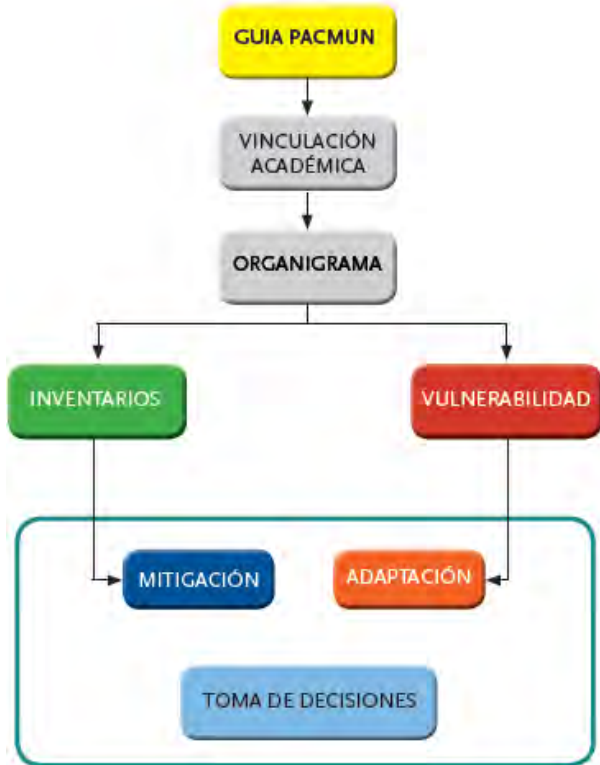 GUIA PACMUN
VINCULACIÓN
ACADÉMICA
ORGANIGRAMA
INVENTARIOS
VULNERABILIDAD
MITIGACIÓN
ADAPTACIÓN
TOMA DE DECISIONES